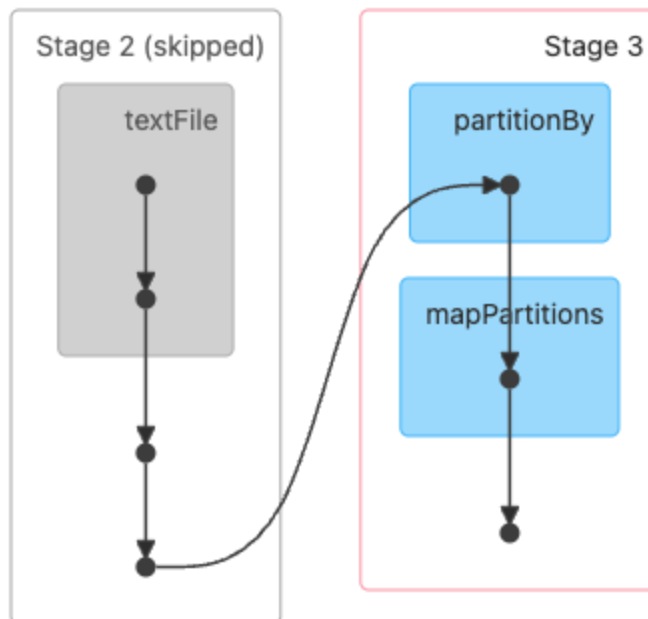 Stage 2 (skipped)
textFile
Stage 3
partitionBy
mapPartitions